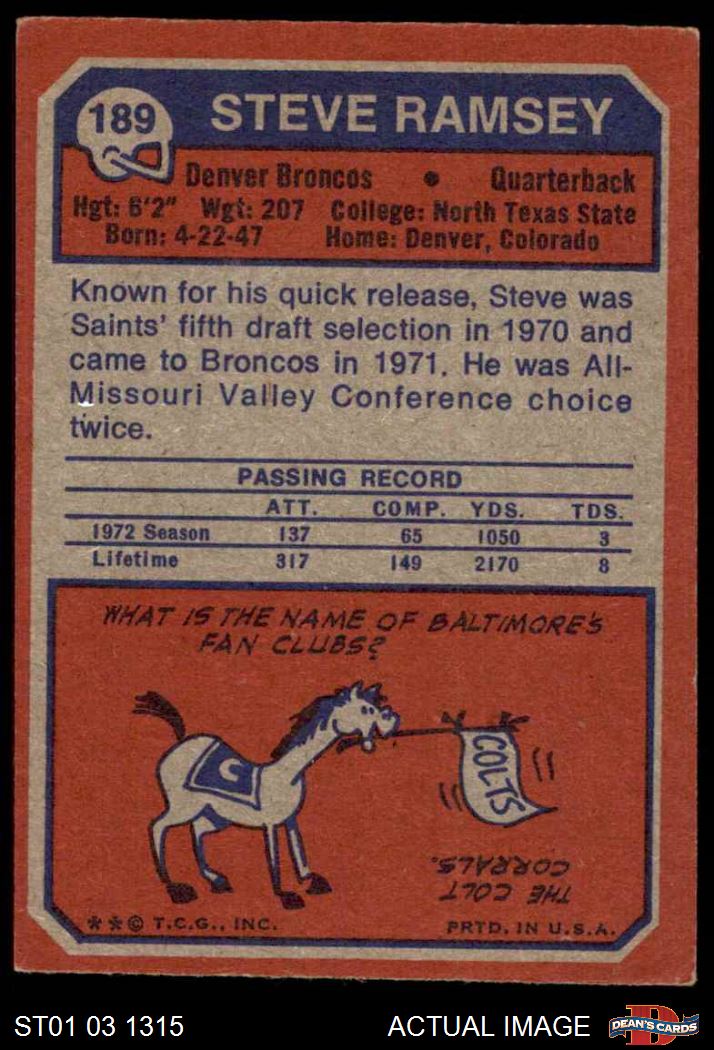 189
STEVE RAMSEY
Denver Broncos • Quarterback
Hgt: 6'2" Wgt: 207 College: North Texas State
Born: 4-22-47 Home: Denver, Colorado
Known for his quick release, Steve was
Saints' fifth draft selection in 1970 and
came to Broncos in 1971. He was All-
Missouri Valley Conference choice
twice.
PASSING RECORD
ATT. COMP. YDS. TDS.
1972 Season 137 65 1050 3
Lifetime 317 149 2170 8
WHAT IS THE NAME OF BALTIMORE'S
FAN CLUBS?
C
COLTS
THE COLT
CORRALS.
**© T.C.G., INC. PRTD. IN U.S.A.
ST01 03 1315 ACTUAL IMAGE
D
DEAN'S CARDS